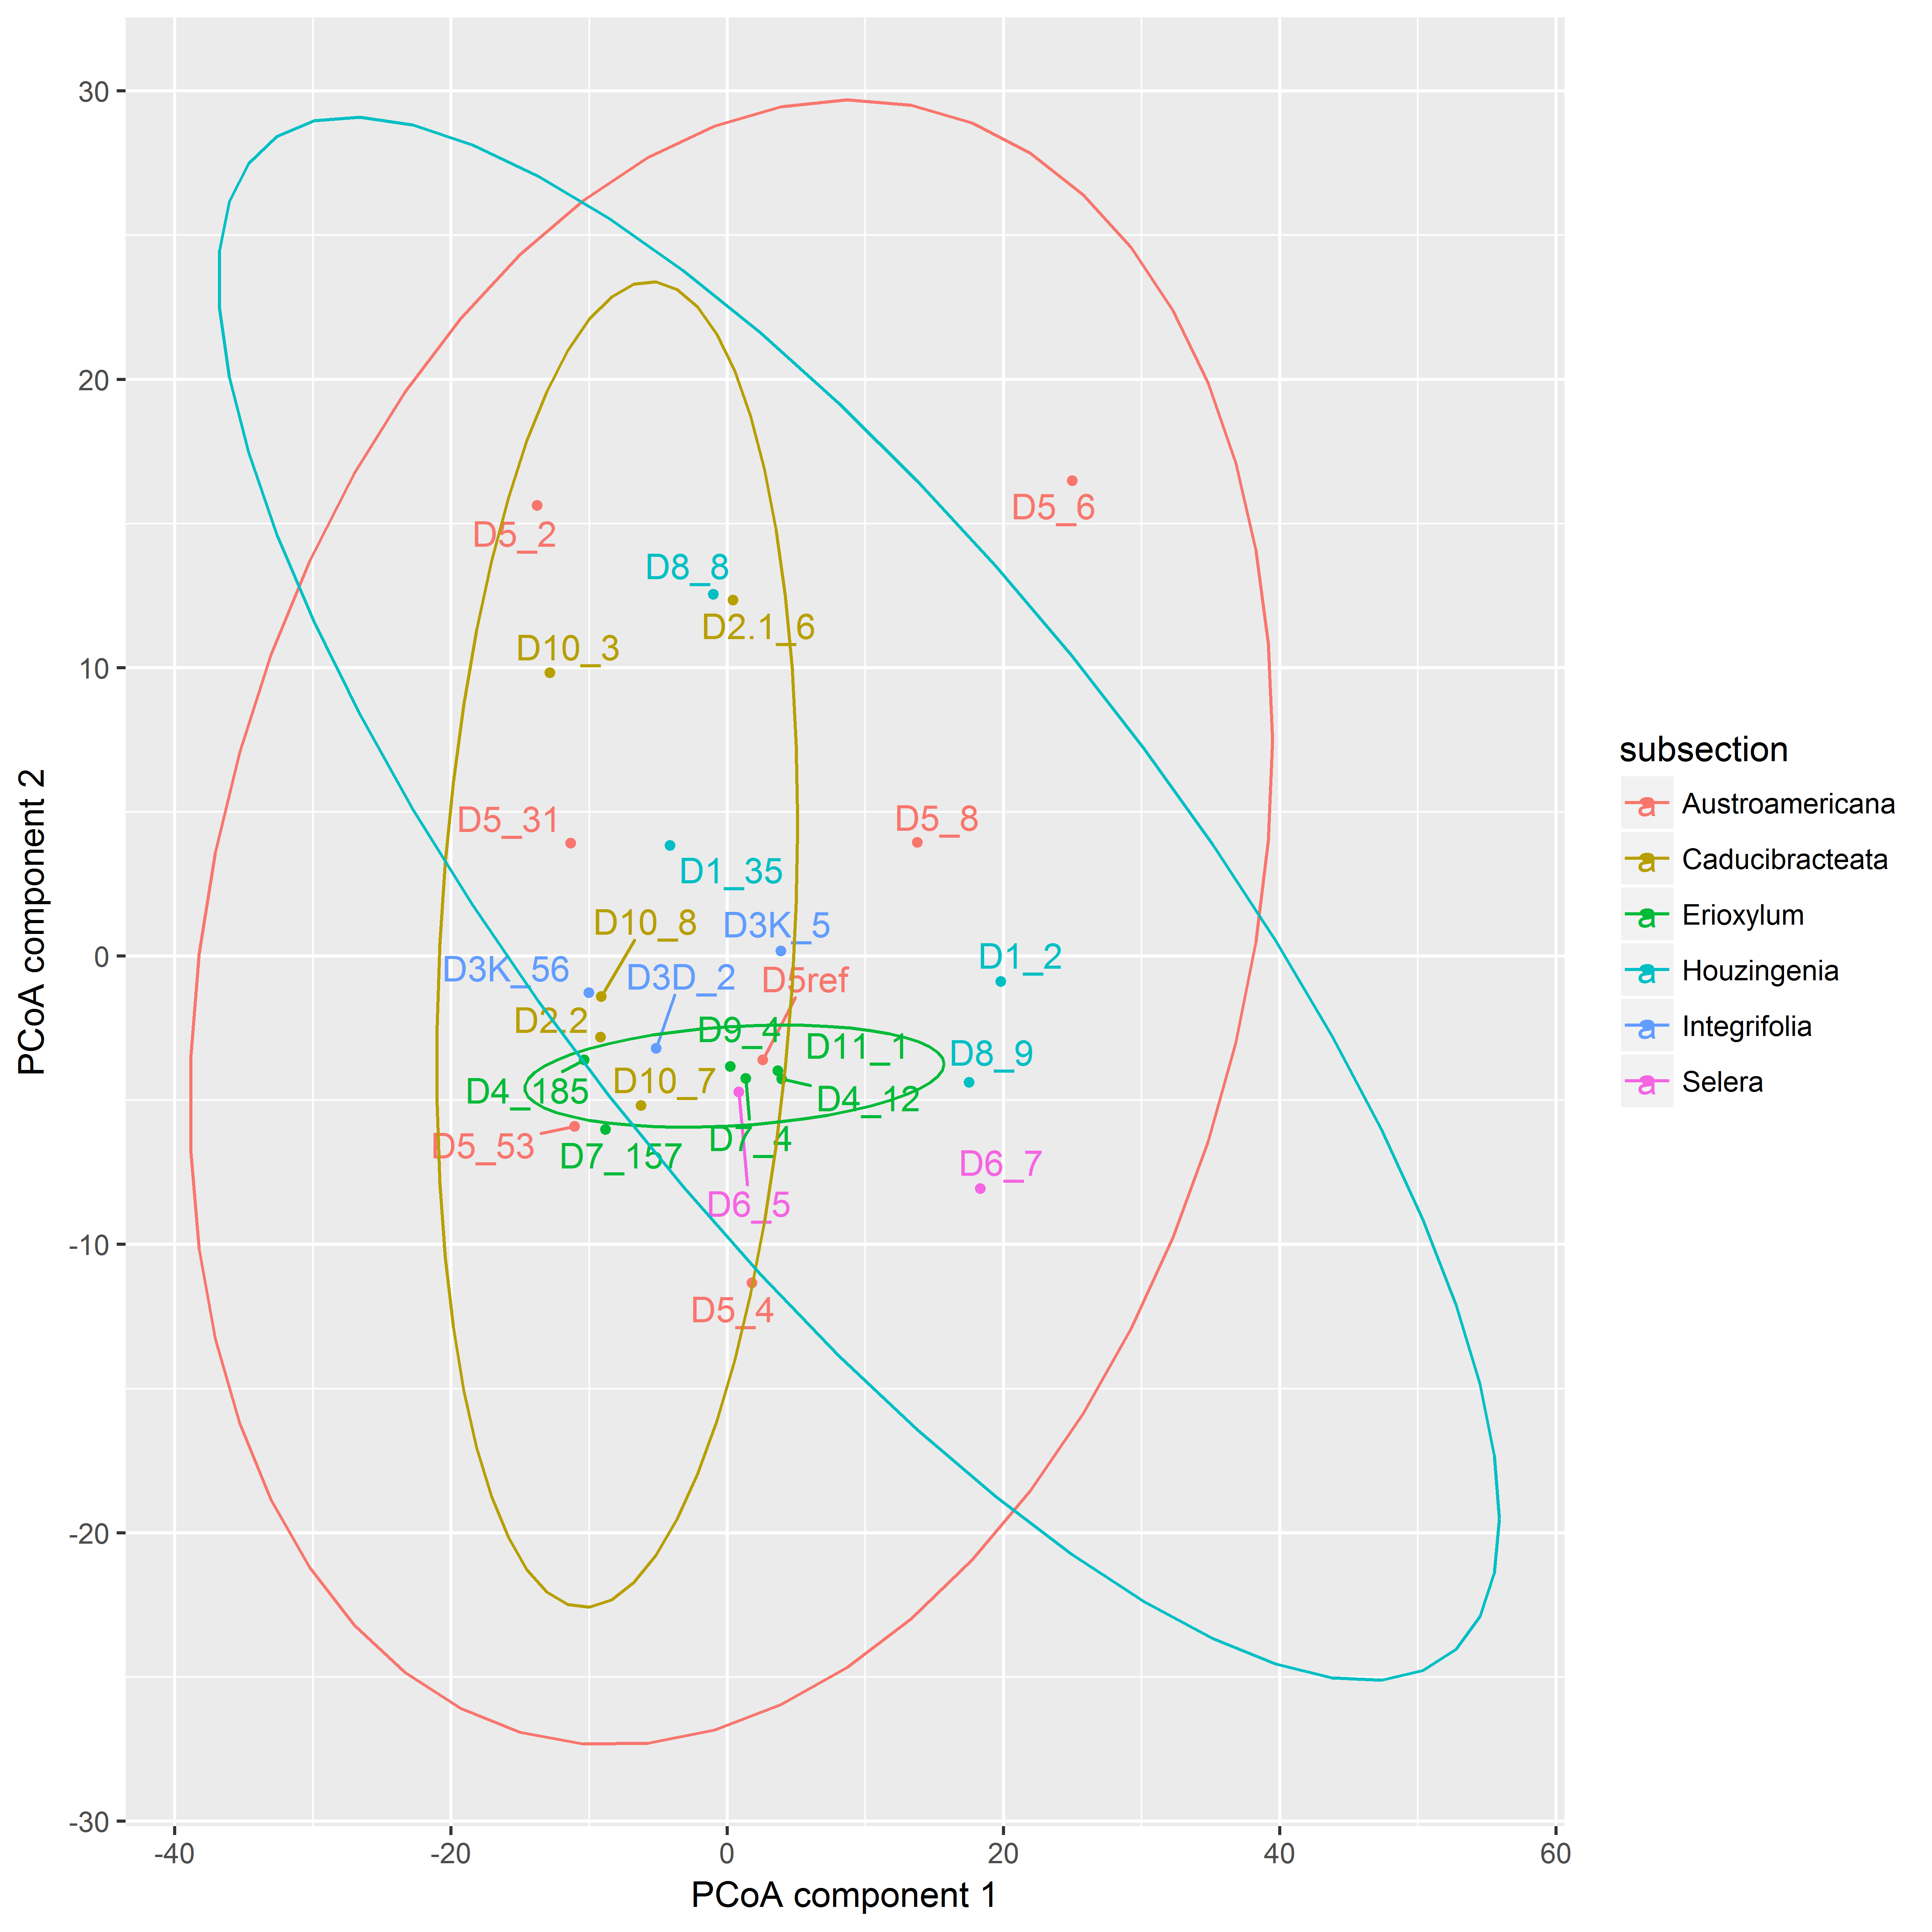 30
20
10
0
-10
-20
-30
-40
-20
0
20
40
60
PCoA component 2
PCoA component 1
D5_6
D5_2
D8_8
D2.1_6
D10_3
D5_31
D5_8
D1_35
D10_8
D3K_5
D1_2
D3K_56
D3D_2
D5ref
D2.2
D9_4
D11_1
D8_9
D4_185
D10_7
D4_12
D5_53
D7_157
D7_4
D6_7
D6_5
D5_4
subsection
a Austroamericana
a Caducibracteata
a Erioxylum
a Houzingenia
a Integrifolia
a Selera